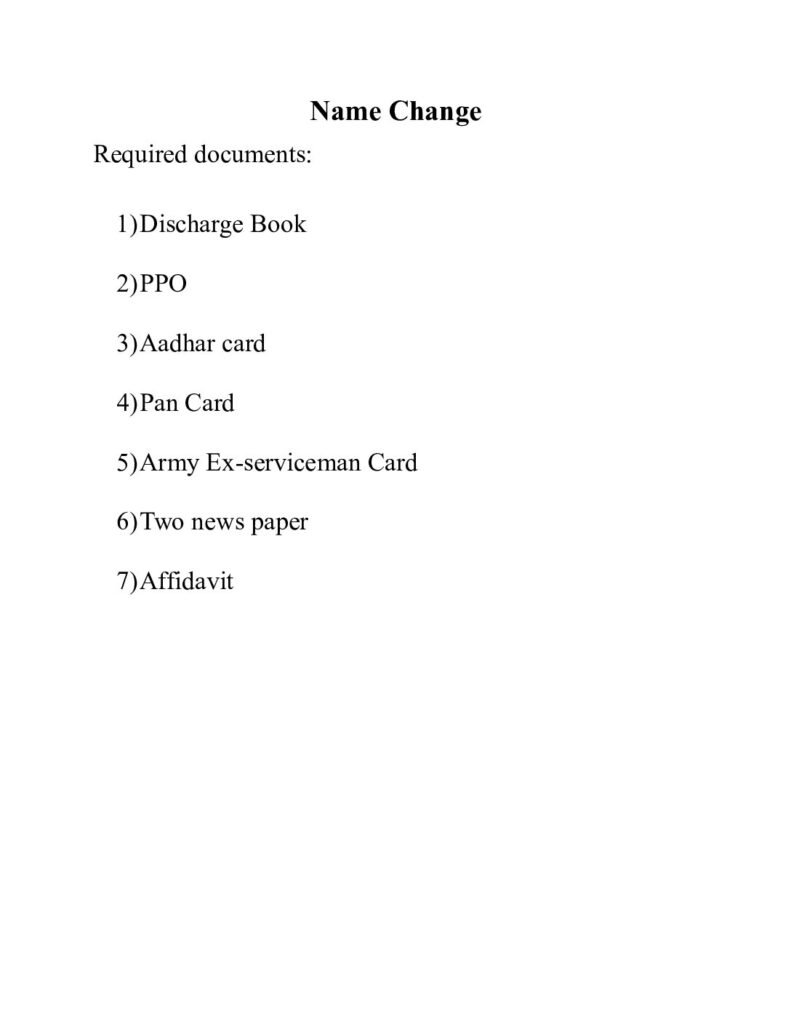 Name Change
Required documents:
1)Discharge Book
2)PPO
3)Aadhar card
4)Pan Card
5)Army Ex-serviceman Card
6)Two news paper
7)Affidavit